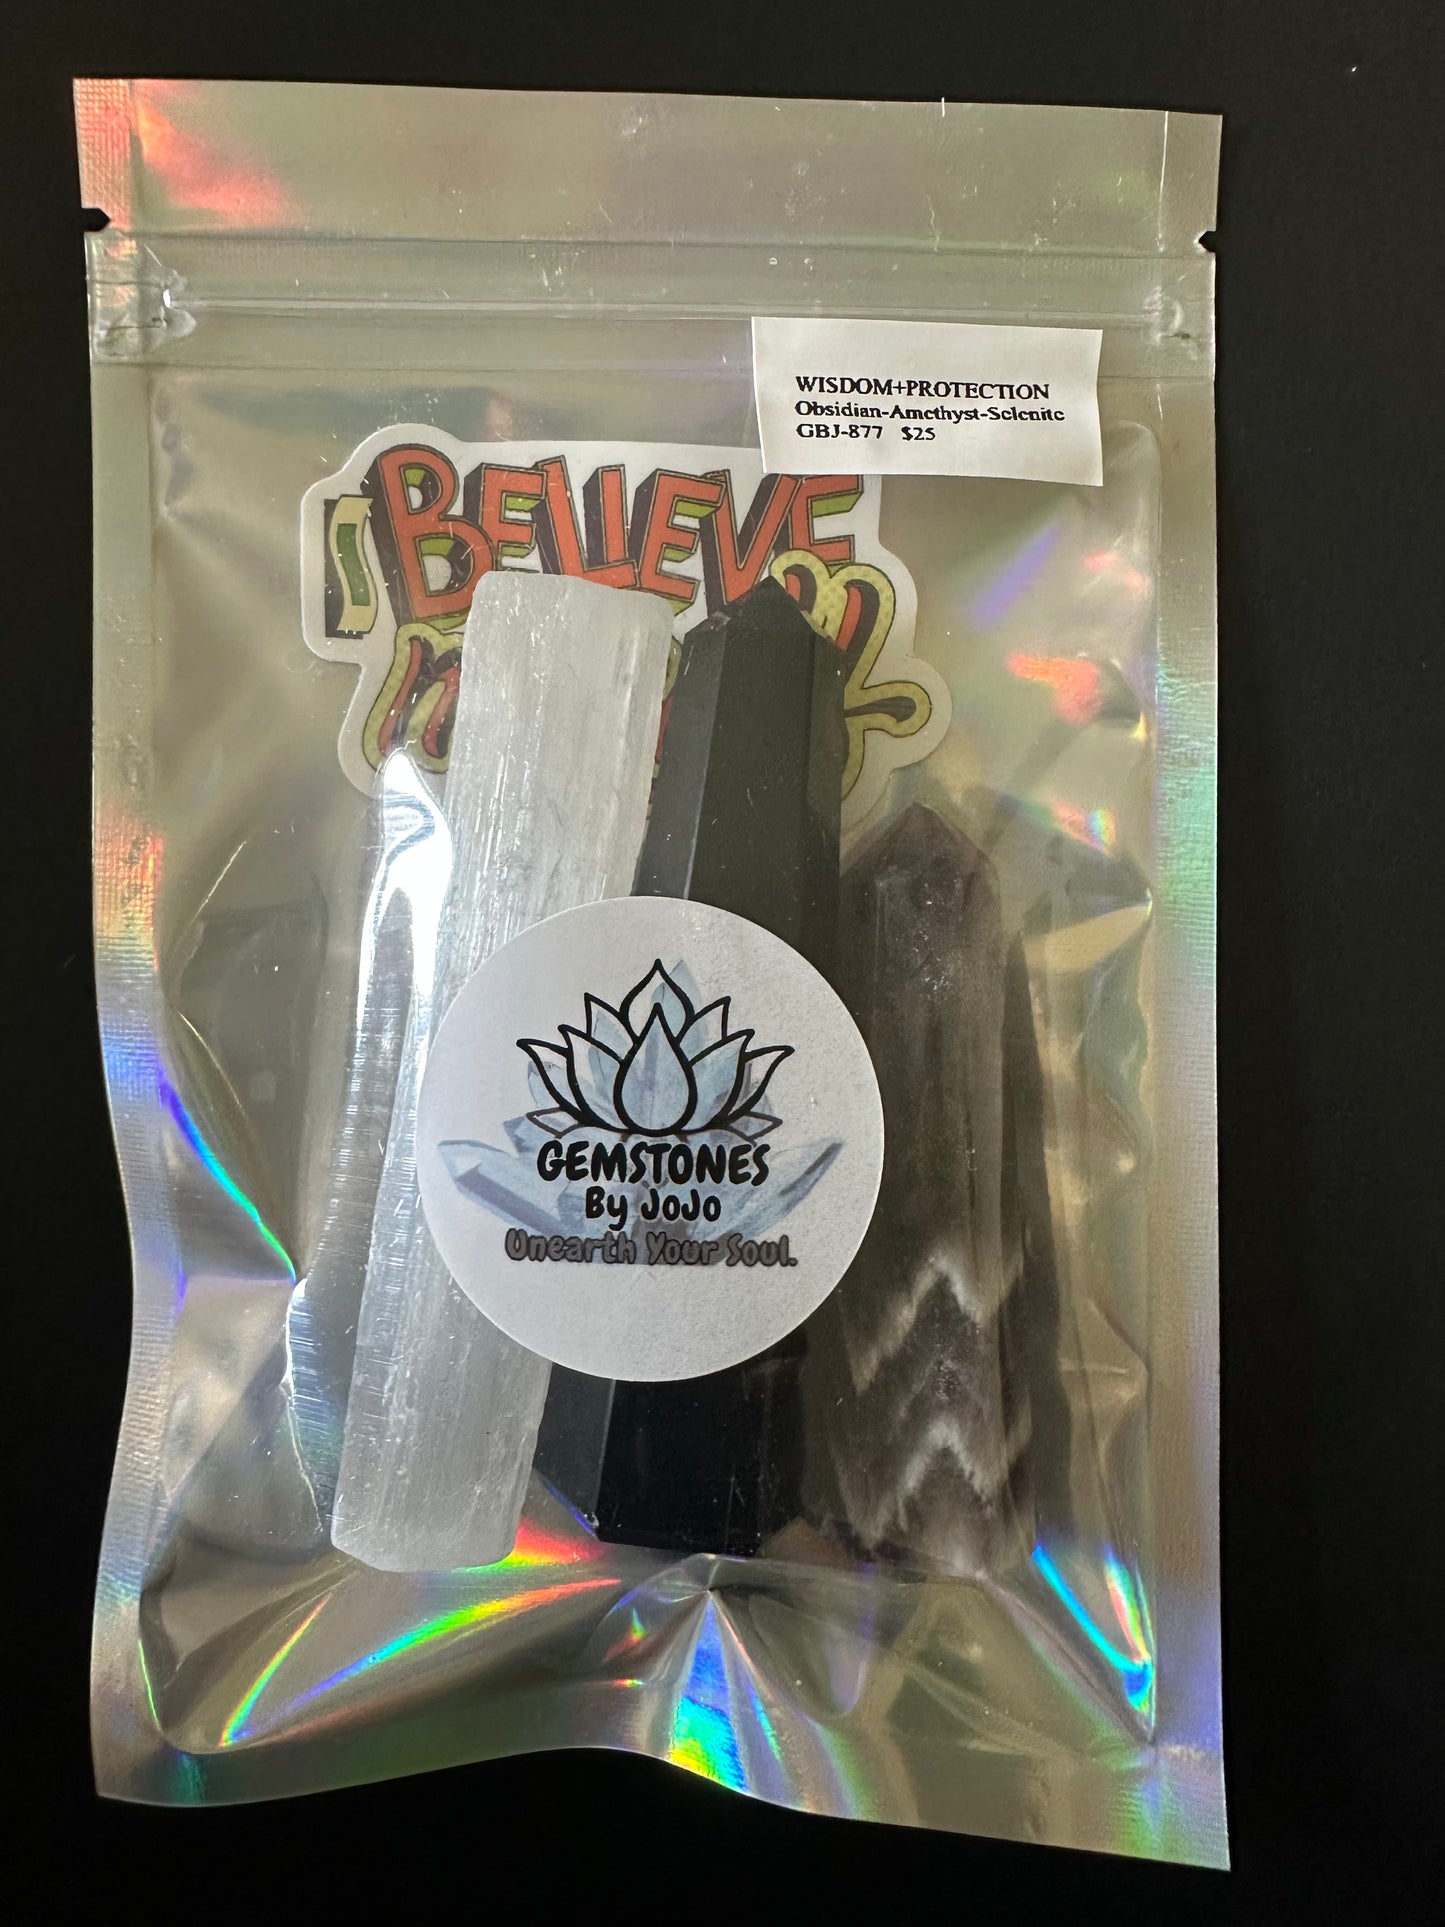 WISDOM+PROTECTION
Obsidian-Amethyst-Selenite
GBJ-877 $25
I BELIEVE
GEMSTONES
By JoJo
Unearth Your Soul.